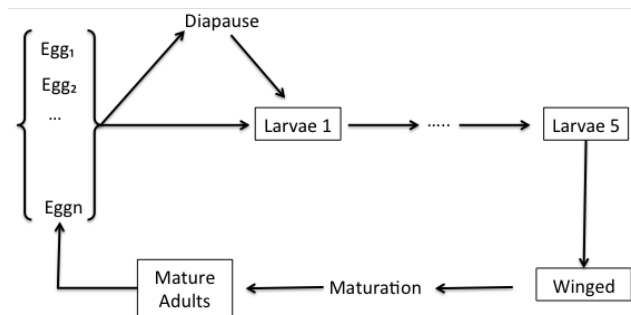 Diapause
Egg₁
Egg₂
...
Eggn
Larvae 1
.....
Larvae 5
Mature
Adults
Maturation
Winged